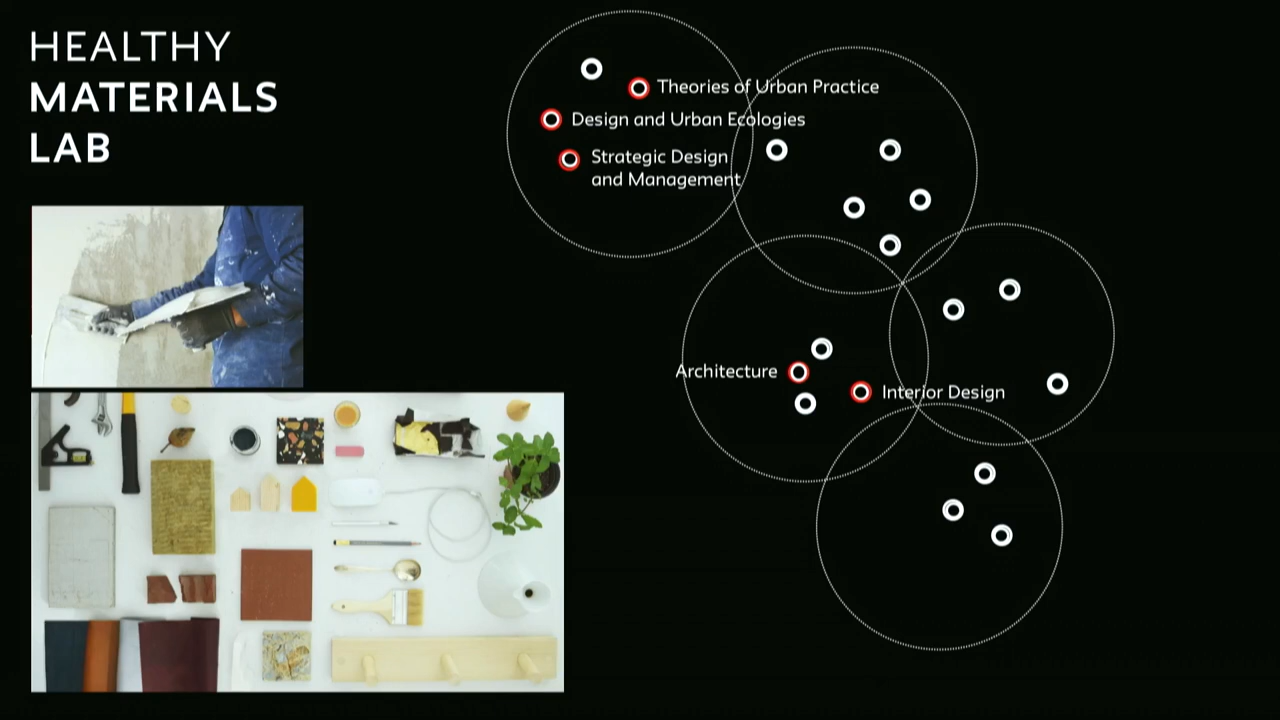 HEALTHY
MATERIALS
LAB
Theories of Urban Practice
Design and Urban Ecologies
Strategic Design
and Management
Architecture
Interior Design